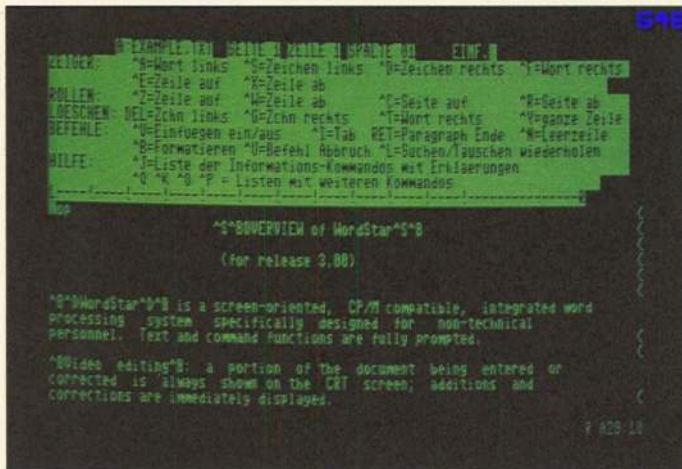 EXAMPLE.TXT SEITE 1 ZEILE 1 SPALTE 01 EINF.
ZEIGER: ^A=Wort links ^S=Zeichen links ^D=Zeichen rechts ^F=Wort rechts
^E=Zeile auf ^X=Zeile ab
ROLLEN: ^Z=Zeile auf ^W=Zeile ab ^C=Seite auf ^R=Seite ab
LOESCHEN: DEL=Zchn links ^G=Zchn rechts ^T=Wort rechts ^Y=ganze Zeile
BEFEHLE: ^V=Einfuegen ein/aus ^I=Tab RET=Paragraph Ende ^N=Leerzeile
^B=Formatieren ^U=Befehl Abbruch ^L=Suchen/Tauschen wiederholen
HILFE: ^J=Liste der Informations-Kommandos mit Erklaerungen
^Q ^K ^O ^P = Listen mit weiteren Kommandos
^S^BOVERVIEW of WordStar^S^B
(for release 3.00)
^B^DWordStar^D^B is a screen-oriented, CP/M compatible, integrated word
processing system specifically designed for non-technical
personnel. Text and command functions are fully prompted.
^BVideo editing^B: a portion of the document being entered or
corrected is always shown on the CRT screen; additions and
corrections are immediately displayed.